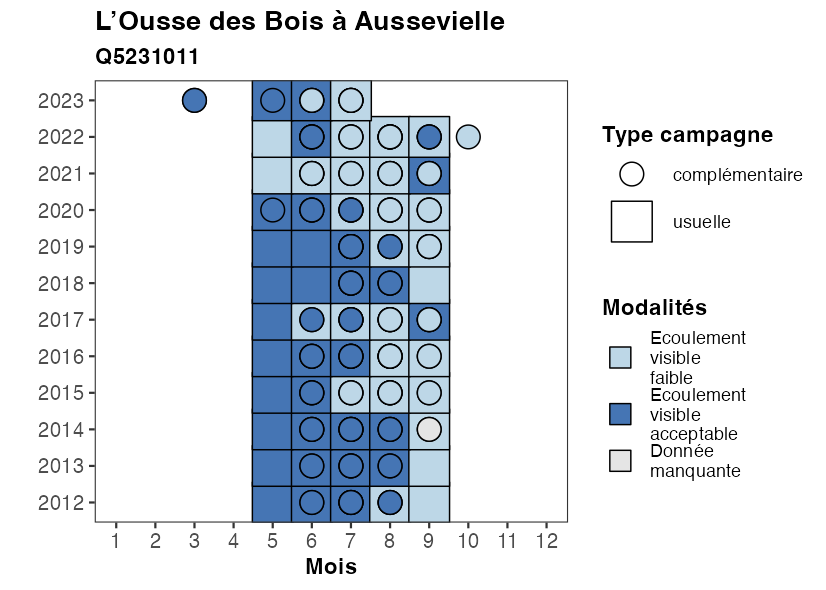 L’Ousse des Bois à Aussevielle
Q5231011
2023
2022
2021
2020
2019
2018
2017
2016
2015
2014
2013
2012
1 2 3 4 5 6 7 8 9 10 11 12
Mois
Type campagne
complémentaire
usuelle
Modalités
Ecoulement
visible
faible
Ecoulement
visible
acceptable
Donnée
manquante